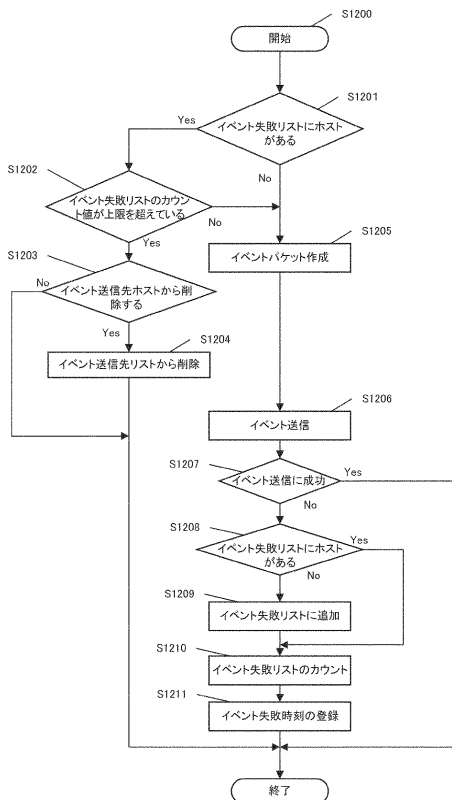 S1200
開始
S1201
イベント失敗リストにホスト
がある
Yes
No
S1202
イベント失敗リストのカウン
ト値が上限を超えている
No
Yes
S1203
イベント送信先ホストから削
除する
No
Yes
S1204
イベント送信先リストから削除
S1205
イベントパケット作成
S1206
イベント送信
S1207
イベント送信に成功
Yes
No
S1208
イベント失敗リストにホスト
がある
Yes
No
S1209
イベント失敗リストに追加
S1210
イベント失敗リストのカウント
S1211
イベント失敗時刻の登録
終了